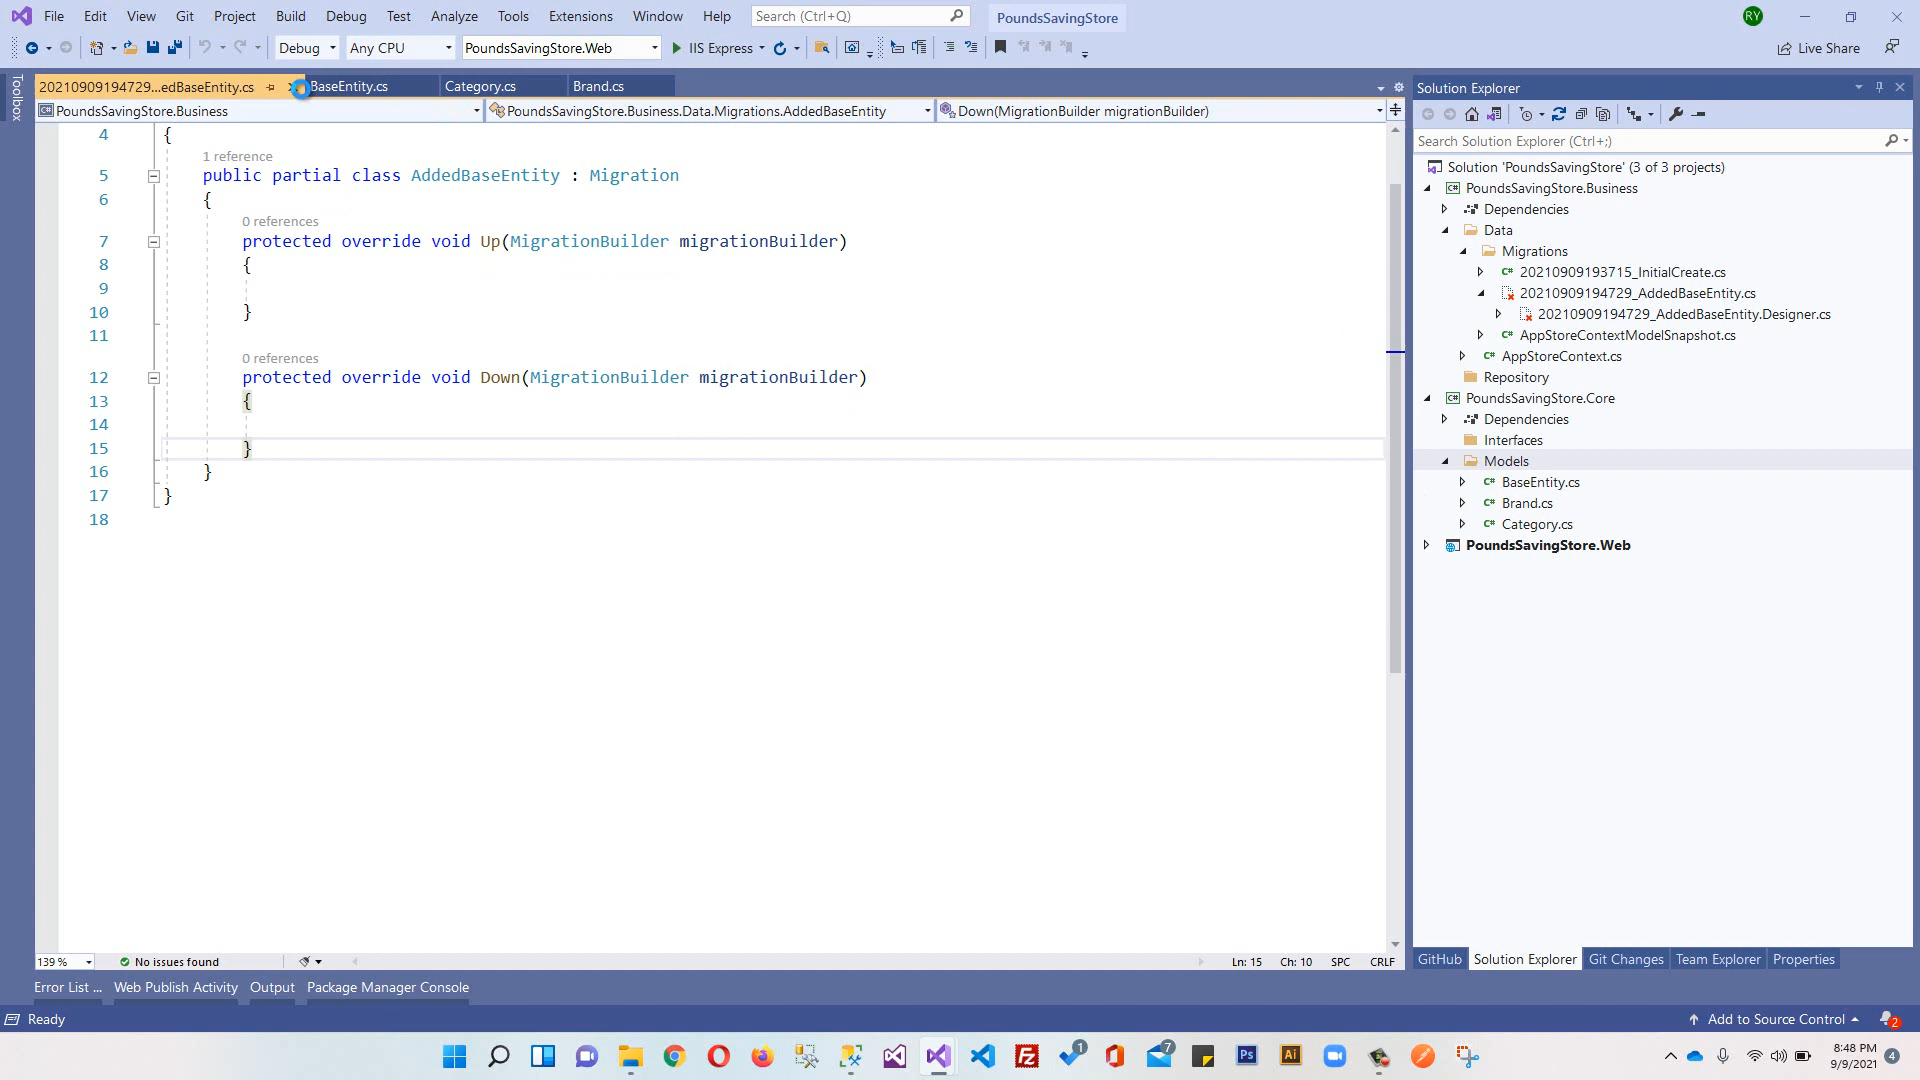 File Edit View Git Project Build Debug Test Analyze Tools Extensions Window Help Search (Ctrl+Q) PoundsSavingStore RY
Debug Any CPU PoundsSavingStore.Web IIS Express Live Share
Toolbox
20210909194729...edBaseEntity.cs BaseEntity.cs Category.cs Brand.cs
PoundsSavingStore.Business PoundsSavingStore.Business.Data.Migrations.AddedBaseEntity Down(MigrationBuilder migrationBuilder)
4 {
1 reference
5 public partial class AddedBaseEntity : Migration
6 {
0 references
7 protected override void Up(MigrationBuilder migrationBuilder)
8 {
9
10 }
11
0 references
12 protected override void Down(MigrationBuilder migrationBuilder)
13 {
14
15 }
16 }
17 }
18
139 % No issues found Ln: 15 Ch: 10 SPC CRLF
Solution Explorer
Search Solution Explorer (Ctrl+;)
Solution 'PoundsSavingStore' (3 of 3 projects)
PoundsSavingStore.Business
Dependencies
Data
Migrations
20210909193715_InitialCreate.cs
20210909194729_AddedBaseEntity.cs
20210909194729_AddedBaseEntity.Designer.cs
AppStoreContextModelSnapshot.cs
AppStoreContext.cs
Repository
PoundsSavingStore.Core
Dependencies
Interfaces
Models
BaseEntity.cs
Brand.cs
Category.cs
PoundsSavingStore.Web
GitHub Solution Explorer Git Changes Team Explorer Properties
Error List ... Web Publish Activity Output Package Manager Console
Ready Add to Source Control 2
1 7 Ps Ai
8:48 PM
9/9/2021 4